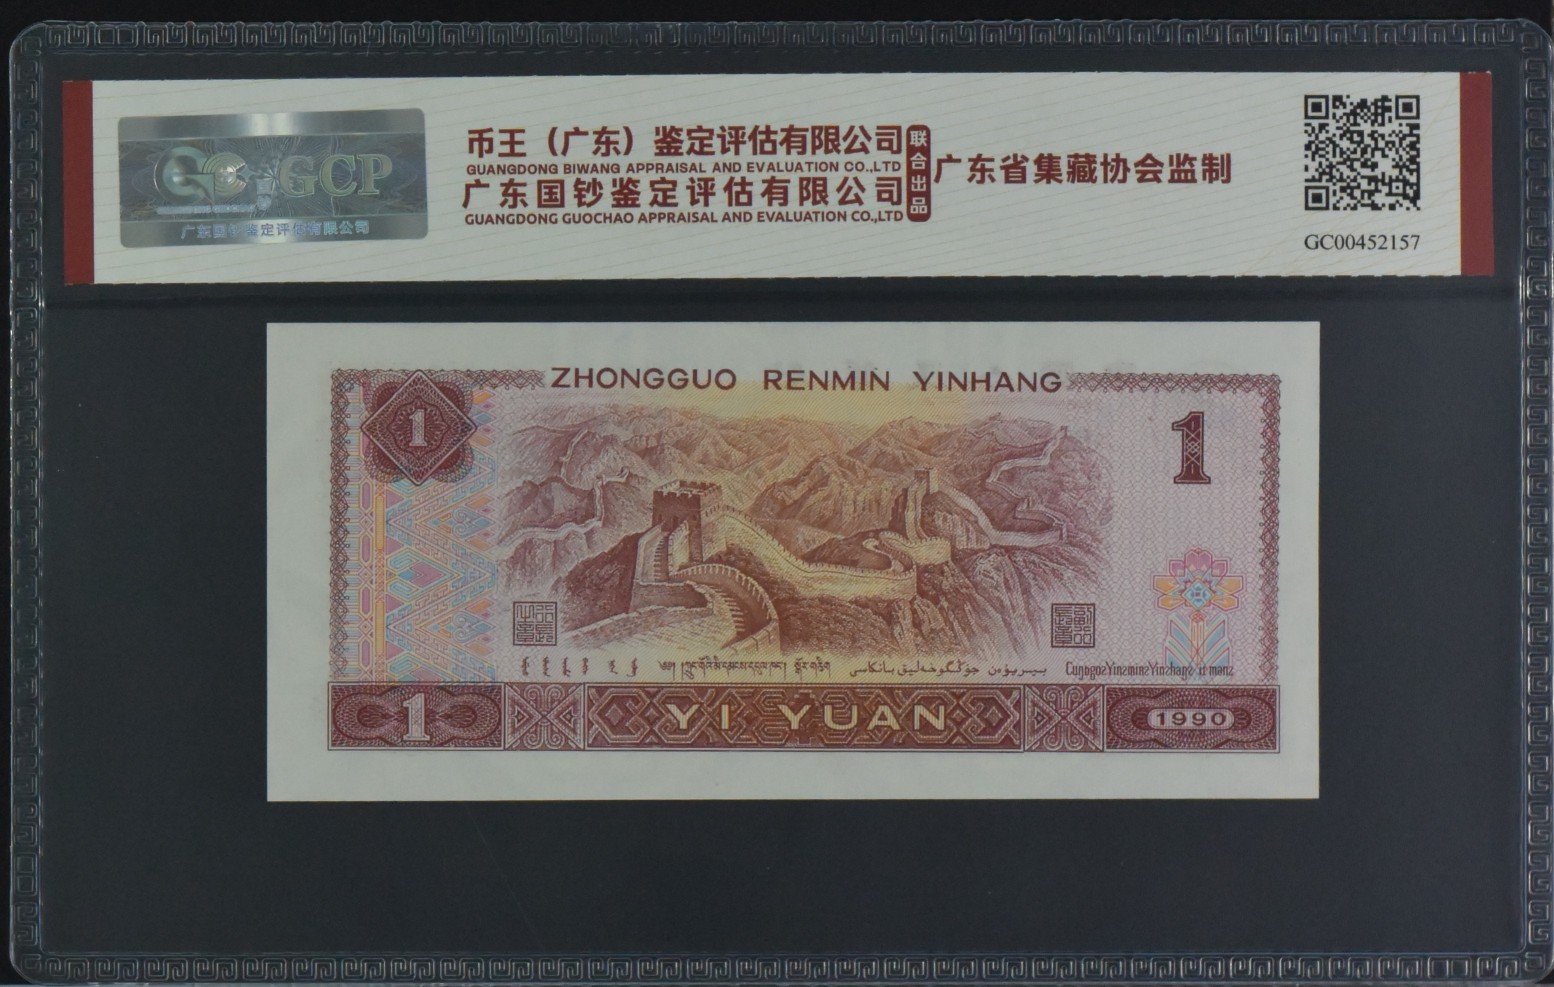 币王（广东）鉴定评估有限公司
GUANGDONG BIWANG APPRAISAL AND EVALUATION CO.,LTD
广东国钞鉴定评估有限公司
GUANGDONG GUOCHAO APPRAISAL AND EVALUATION CO.,LTD
联合出品
广东省集藏协会监制
GCP
广东国钞鉴定评估有限公司
GC00452157
ZHONGGUO RENMIN YINHANG
1
1
CuŋƨgozYinƨminƨYinƨhaŋƨ it manƨ
1
YI YUAN
1990